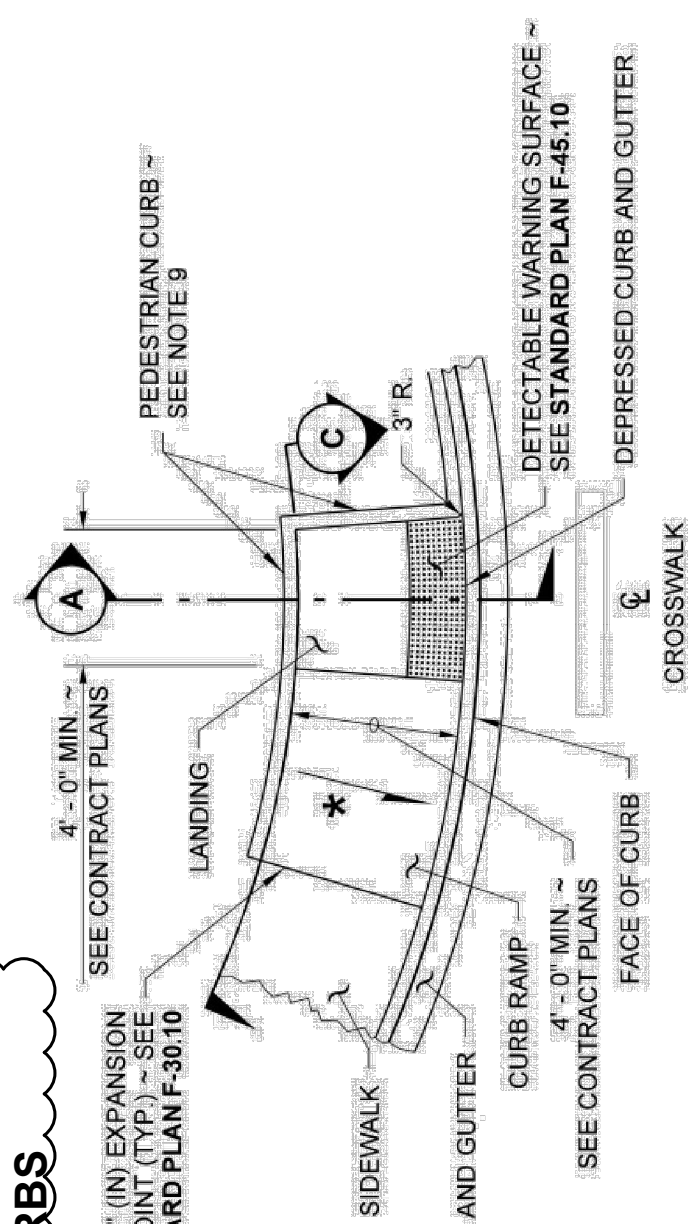 PEDESTRIAN CURB ~
SEE NOTE 9
A
4' - 0" MIN. ~
SEE CONTRACT PLANS
LANDING
C
3" R.
DETECTABLE WARNING SURFACE ~
SEE STANDARD PLAN F-45.10
DEPRESSED CURB AND GUTTER
CROSSWALK
*
" (IN) EXPANSION
OINT (TYP.) ~ SEE
ARD PLAN F-30.10
RBS
SIDEWALK
AND GUTTER
CURB RAMP
4' - 0" MIN. ~
SEE CONTRACT PLANS
FACE OF CURB